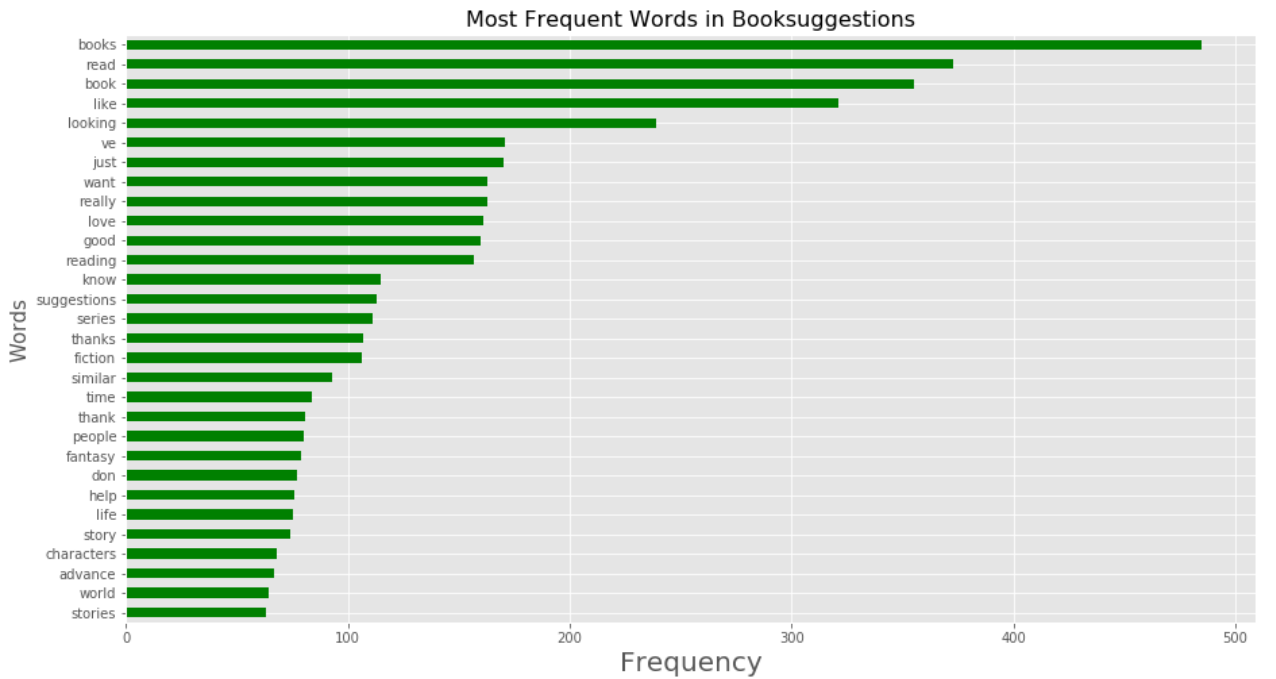 Most Frequent Words in Booksuggestions
books
read
book
like
looking
ve
just
want
really
love
good
reading
know
suggestions
series
thanks
fiction
similar
time
thank
people
fantasy
don
help
life
story
characters
advance
world
stories
Words
0 100 200 300 400 500
Frequency